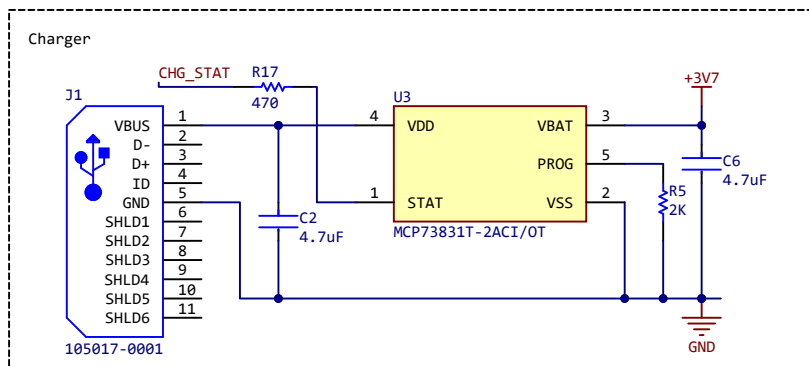 Charger
CHG_STAT
R17
470
+3V7
J1
U3
VBUS 1
D- 2
D+ 3
ID 4
GND 5
SHLD1 6
SHLD2 7
SHLD3 8
SHLD4 9
SHLD5 10
SHLD6 11
105017-0001
C2
4.7uF
4 VDD
1 STAT
VBAT 3
PROG 5
VSS 2
MCP73831T-2ACI/OT
R5
2K
C6
4.7uF
GND